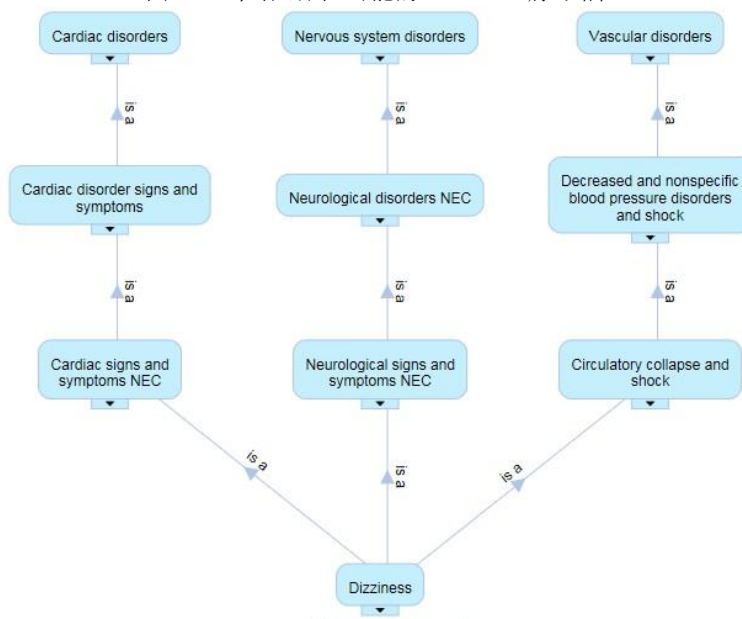 Cardiac disorders
Nervous system disorders
Vascular disorders
is a
is a
is a
Cardiac disorder signs and
symptoms
Neurological disorders NEC
Decreased and nonspecific
blood pressure disorders
and shock
is a
is a
is a
Cardiac signs and
symptoms NEC
Neurological signs and
symptoms NEC
Circulatory collapse and
shock
is a
is a
is a
Dizziness